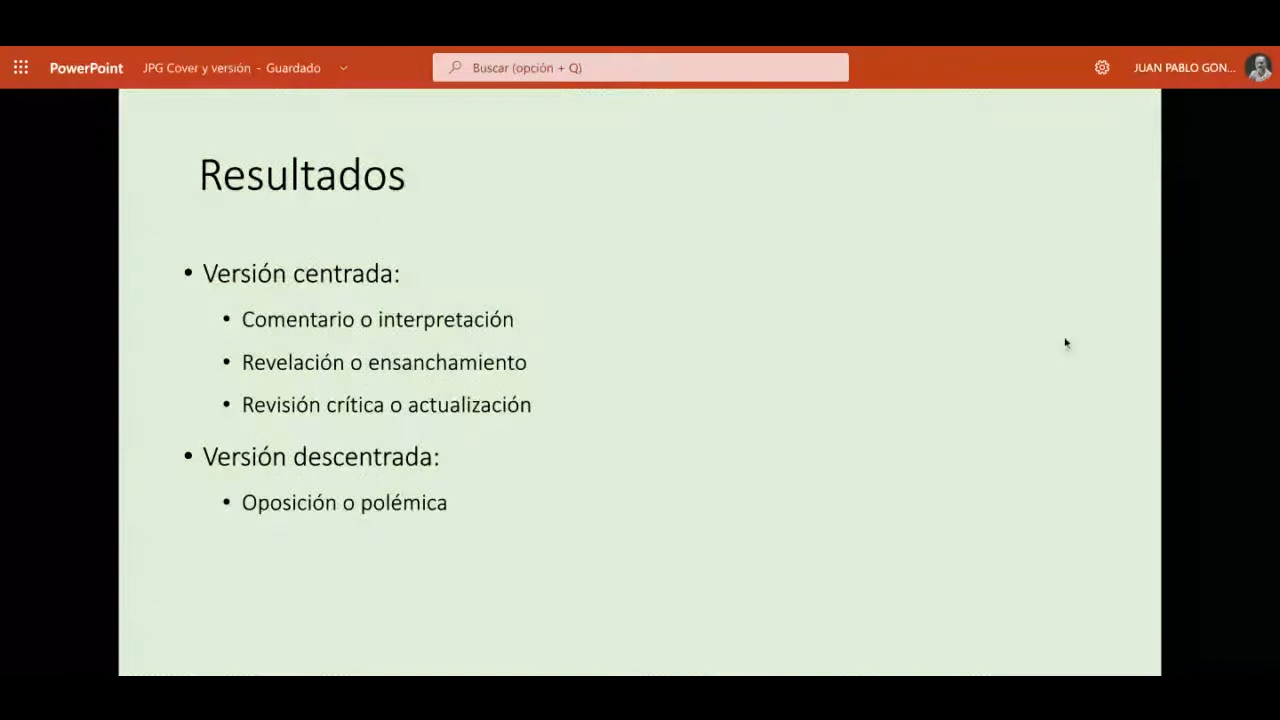 PowerPoint JPG Cover y versión - Guardado Buscar (opción + Q) JUAN PABLO GON...
Resultados
• Versión centrada:
• Comentario o interpretación
• Revelación o ensanchamiento
• Revisión crítica o actualización
• Versión descentrada:
• Oposición o polémica